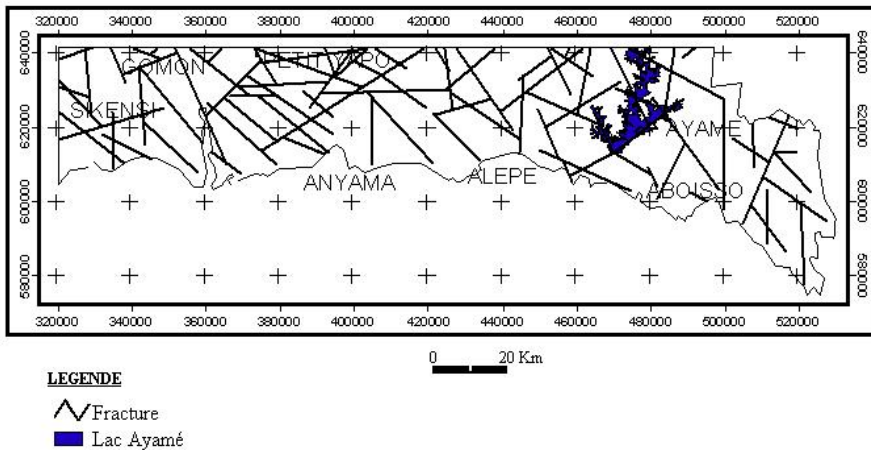 320000 340000 360000 380000 400000 420000 440000 460000 480000 500000 520000
640000 640000
GOMON
SIKENSI
620000 620000
AYAME
ANYAMA ALEPE
ABOISSO
600000 600000
580000 580000
320000 340000 360000 380000 400000 420000 440000 460000 480000 500000 520000
0 20 Km
LEGENDE
Fracture
Lac Ayamé